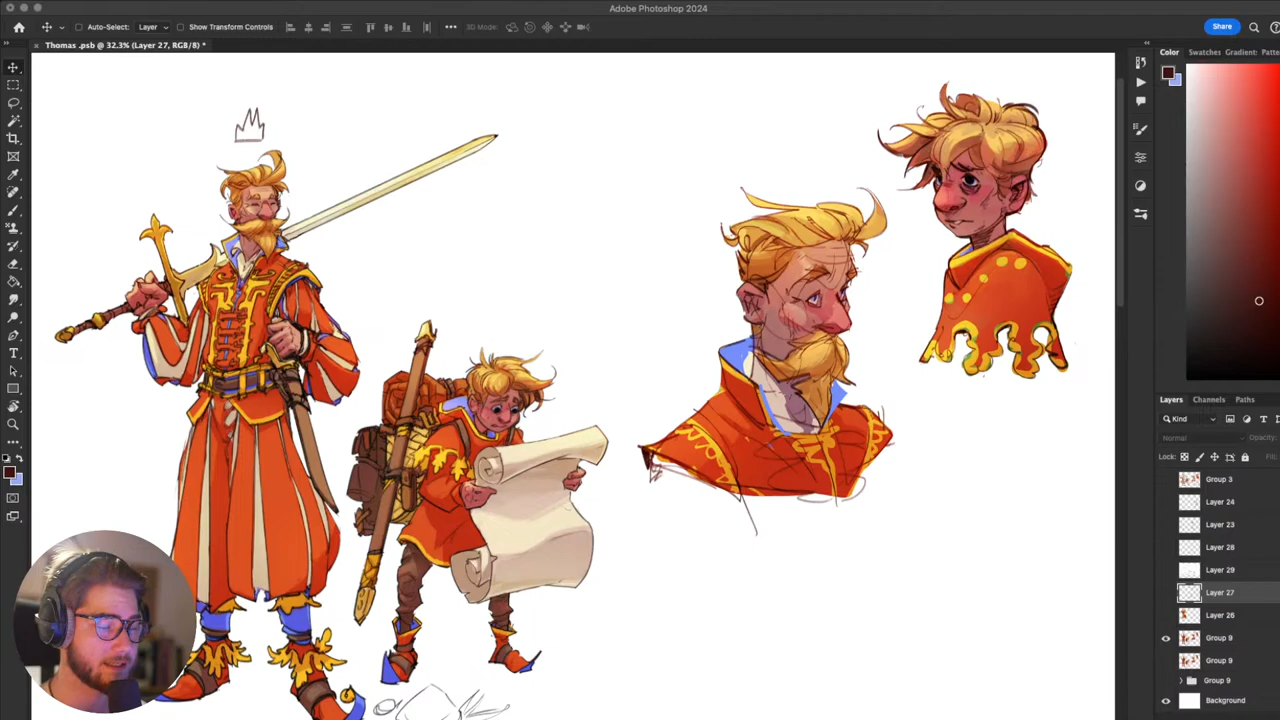 Adobe Photoshop 2024
Auto-Select: Layer Show Transform Controls 3D Mode: Share
Thomas .psb @ 32.3% (Layer 27, RGB/8) *
Color Swatches Gradient:
Layers Channels Paths
Kind
Normal Opacity:
Lock:
Group 3
Layer 24
Layer 23
Layer 28
Layer 29
Layer 27
Layer 26
Group 9
Group 9
Group 9
Background